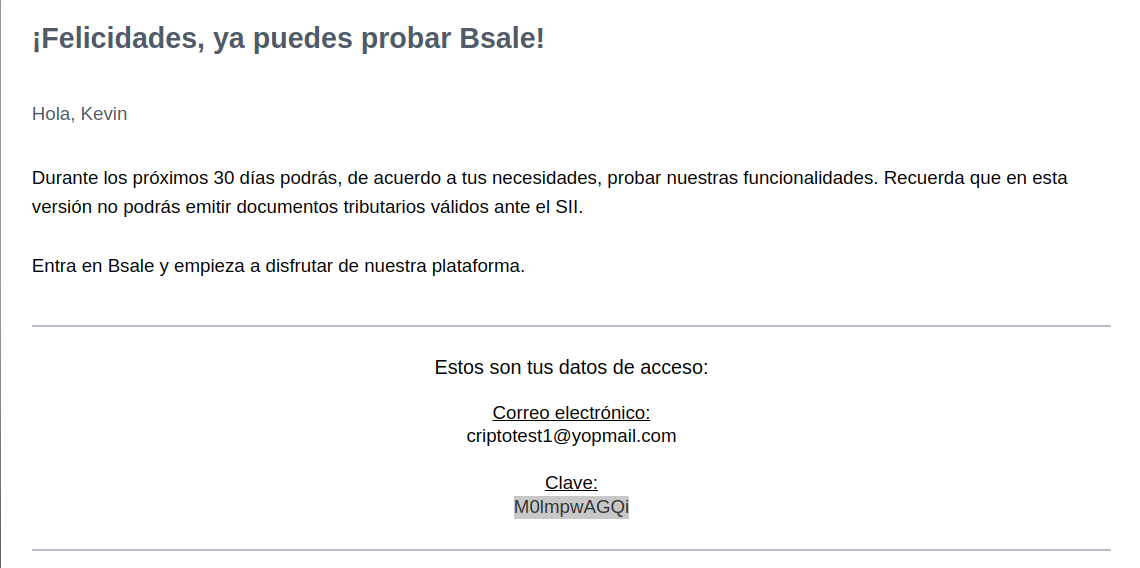 ¡Felicidades, ya puedes probar Bsale!
Hola, Kevin
Durante los próximos 30 días podrás, de acuerdo a tus necesidades, probar nuestras funcionalidades. Recuerda que en esta
versión no podrás emitir documentos tributarios válidos ante el SII.
Entra en Bsale y empieza a disfrutar de nuestra plataforma.
Estos son tus datos de acceso:
Correo electrónico:
criptotest1@yopmail.com
Clave:
M0lmpwAGQi